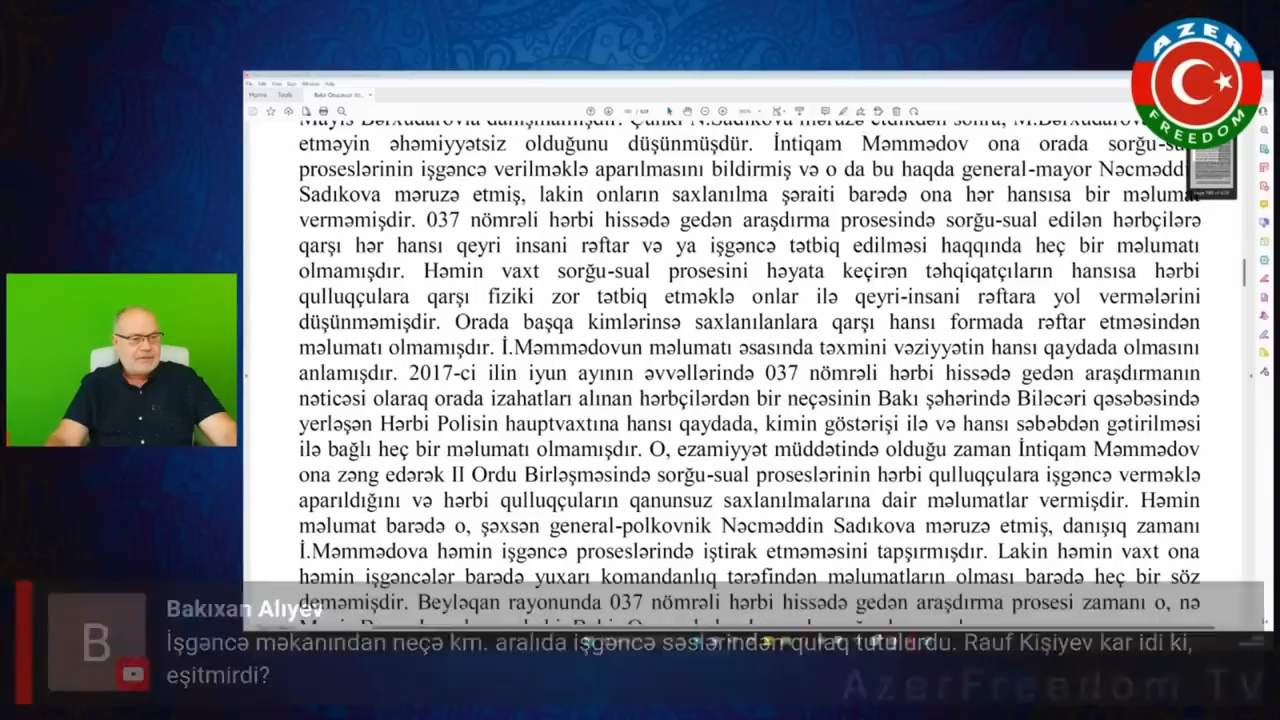 AZER
FREEDOM
Home Tools
etməyin əhəmiyyətsiz olduğunu düşünmüşdür. İntiqam Məmmədov ona orada
proseslərinin işgəncə verilməklə aparılmasını bildirmiş və o da bu haqda general-mayor
Sadıkova məruzə etmiş, lakin onların saxlanılma şəraiti barədə ona hər hansısa bir məlumat
verməmişdir. 037 nömrəli hərbi hissədə gedən araşdırma prosesində sorğu-sual edilən hərbçilərə
qarşı hər hansı qeyri insani rəftar və ya işgəncə tətbiq edilməsi haqqında heç bir məlumatı
olmamışdır. Həmin vaxt sorğu-sual prosesini həyata keçirən təhqiqatçıların hansısa hərbi
qulluqçulara qarşı fiziki zor tətbiq etməklə onlar ilə qeyri-insani rəftara yol vermələrini
düşünməmişdir. Orada başqa kimlərinsə saxlanılanlara qarşı hansı formada rəftar etməsindən
məlumatı olmamışdır. İ.Məmmədovun məlumatı əsasında təxmini vəziyyətin hansı qaydada olmasını
anlamışdır. 2017-ci ilin iyun ayının əvvəllərində 037 nömrəli hərbi hissədə gedən araşdırmanın
nəticəsi olaraq orada izahatları alınan hərbçilərdən bir neçəsinin Bakı şəhərində Biləcəri qəsəbəsində
yerləşən Hərbi Polisin hauptvaxtına hansı qaydada, kimin göstərişi ilə və hansı səbəbdən gətirilməsi
ilə bağlı heç bir məlumatı olmamışdır. O, ezamiyyət müddətində olduğu zaman İntiqam Məmmədov
ona zəng edərək II Ordu Birləşməsində sorğu-sual proseslərinin hərbi qulluqçulara işgəncə verməklə
aparıldığını və hərbi qulluqçuların qanunsuz saxlanılmalarına dair məlumatlar vermişdir. Həmin
məlumat barədə o, şəxsən general-polkovnik Nəcməddin Sadıkova məruzə etmiş, danışıq zamanı
İ.Məmmədova həmin işgəncə proseslərində iştirak etməməsini tapşırmışdır. Lakin həmin vaxt ona
həmin işgəncələr barədə yuxarı komandanlıq tərəfindən məlumatların olması barədə heç bir söz
deməmişdir. Beyləqan rayonunda 037 nömrəli hərbi hissədə gedən araşdırma prosesi zamanı o, nə
B
Bakıxan Alıyev
İşgəncə məkanından neçə km. aralıda işgəncə səslərindən qulaq tutulurdu. Rauf Kişiyev kar idi ki,
eşitmirdi?
AzerFreedom TV